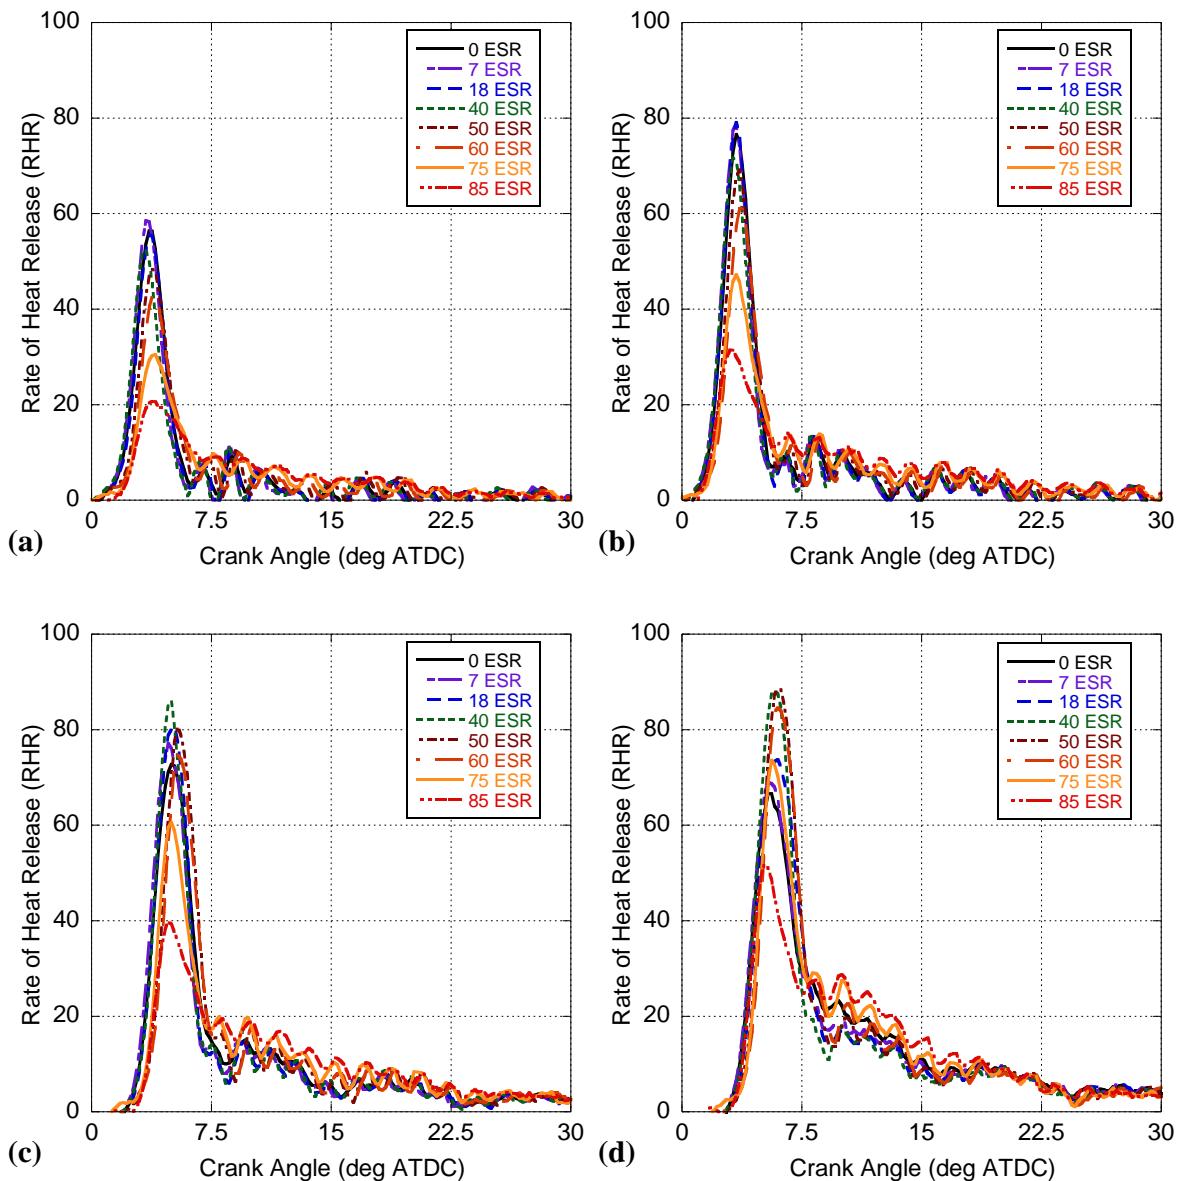 100
80
60
40
20
0
Rate of Heat Release (RHR)
0 ESR
7 ESR
18 ESR
40 ESR
50 ESR
60 ESR
75 ESR
85 ESR
0 7.5 15 22.5 30
Crank Angle (deg ATDC)
(a)
100
80
60
40
20
0
Rate of Heat Release (RHR)
0 ESR
7 ESR
18 ESR
40 ESR
50 ESR
60 ESR
75 ESR
85 ESR
0 7.5 15 22.5 30
Crank Angle (deg ATDC)
(b)
100
80
60
40
20
0
Rate of Heat Release (RHR)
0 ESR
7 ESR
18 ESR
40 ESR
50 ESR
60 ESR
75 ESR
85 ESR
0 7.5 15 22.5 30
Crank Angle (deg ATDC)
(c)
100
80
60
40
20
0
Rate of Heat Release (RHR)
0 ESR
7 ESR
18 ESR
40 ESR
50 ESR
60 ESR
75 ESR
85 ESR
0 7.5 15 22.5 30
Crank Angle (deg ATDC)
(d)